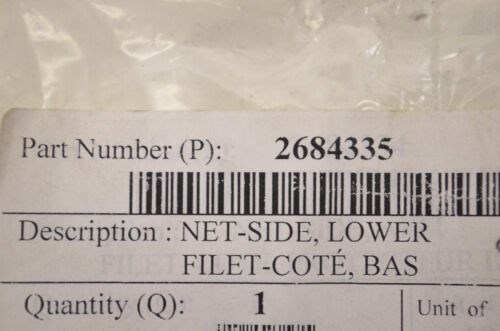 Part Number (P): 2684335
Description : NET-SIDE, LOWER
FILET-COTÉ, BAS
Quantity (Q): 1 Unit of